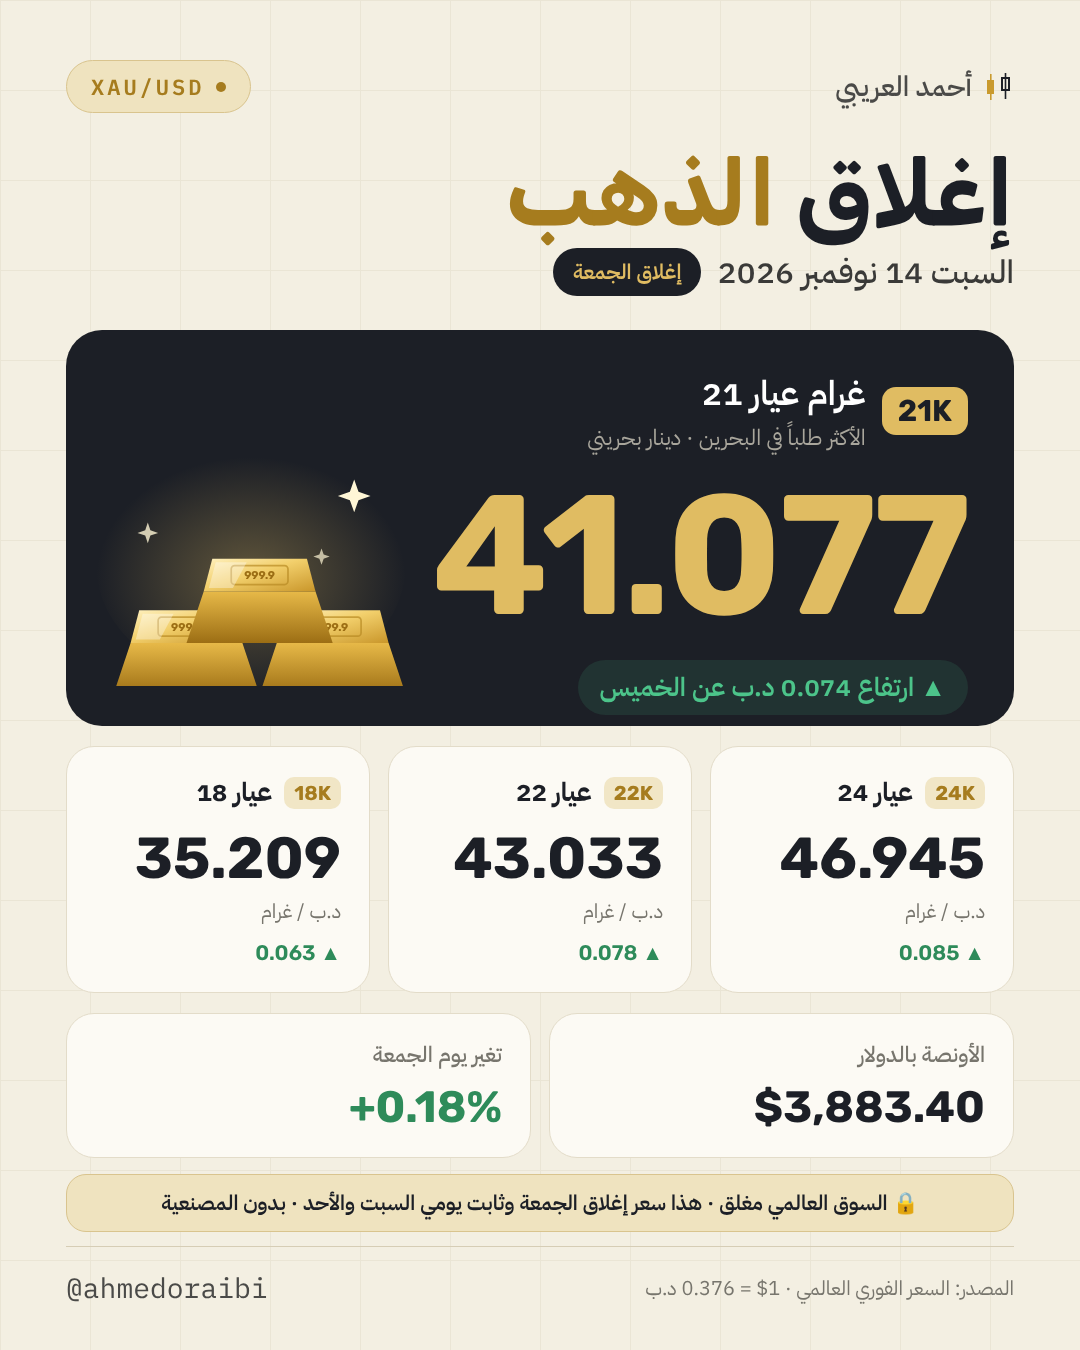 أحمد العريبي
XAU/USD
إغلاق الذهب
السبت 14 نوفمبر 2026
إغلاق الجمعة
21K
غرام عيار 21
الأكثر طلباً في البحرين · دينار بحريني
41.077
▲ ارتفاع 0.074 د.ب عن الخميس
999.9
999
99.9
24K عيار 24
46.945
د.ب / غرام
▲ 0.085
22K عيار 22
43.033
د.ب / غرام
▲ 0.078
18K عيار 18
35.209
د.ب / غرام
▲ 0.063
الأونصة بالدولار
$3,883.40
تغير يوم الجمعة
+0.18%
🔒 السوق العالمي مغلق · هذا سعر إغلاق الجمعة وثابت يومي السبت والأحد · بدون المصنعية
المصدر: السعر الفوري العالمي · $1 = 0.376 د.ب
@ahmedoraibi